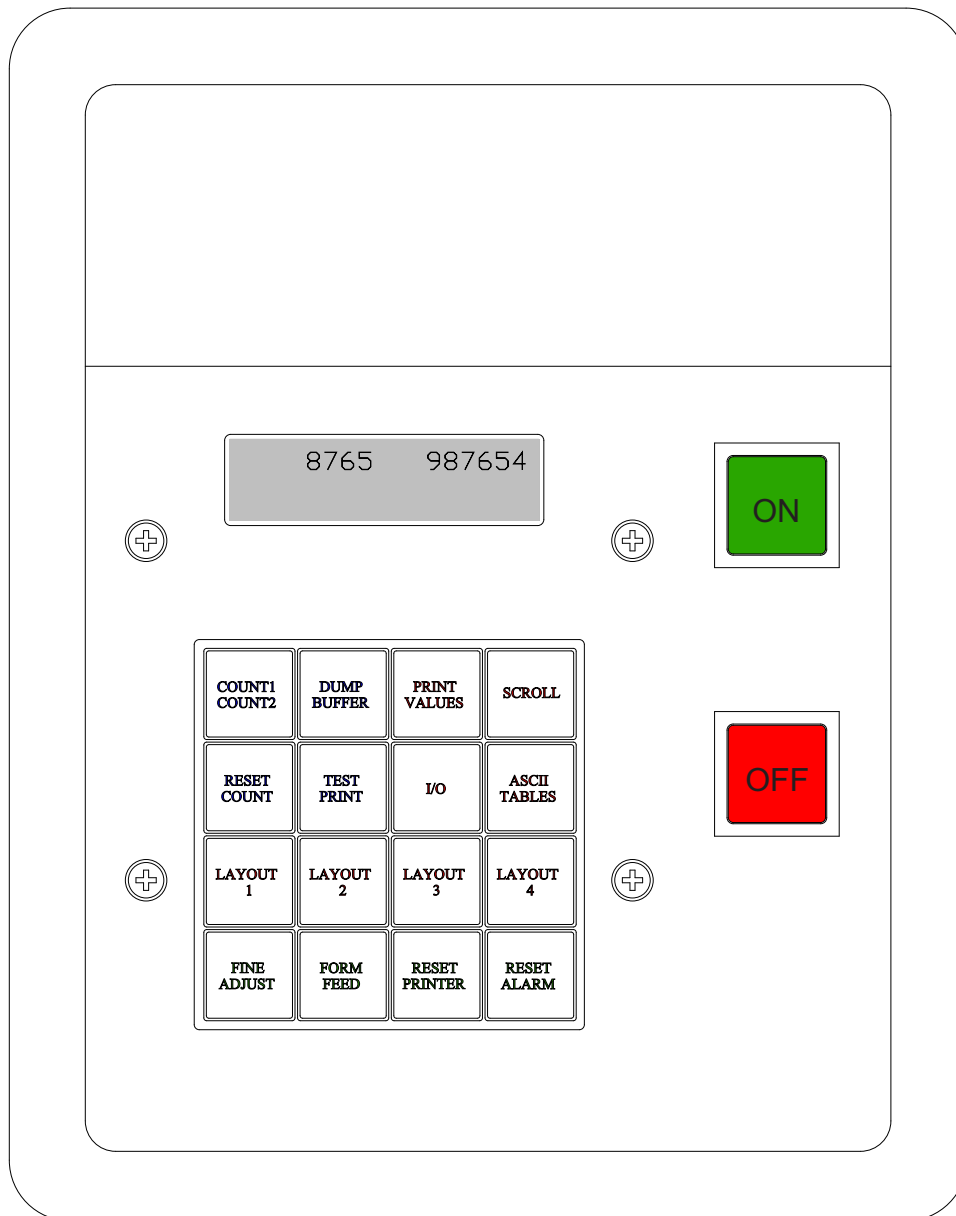 8765 987654
ON
COUNT1
COUNT2
DUMP
BUFFER
PRINT
VALUES
SCROLL
RESET
COUNT
TEST
PRINT
I/O
ASCII
TABLES
OFF
LAYOUT
1
LAYOUT
2
LAYOUT
3
LAYOUT
4
FINE
ADJUST
FORM
FEED
RESET
PRINTER
RESET
ALARM